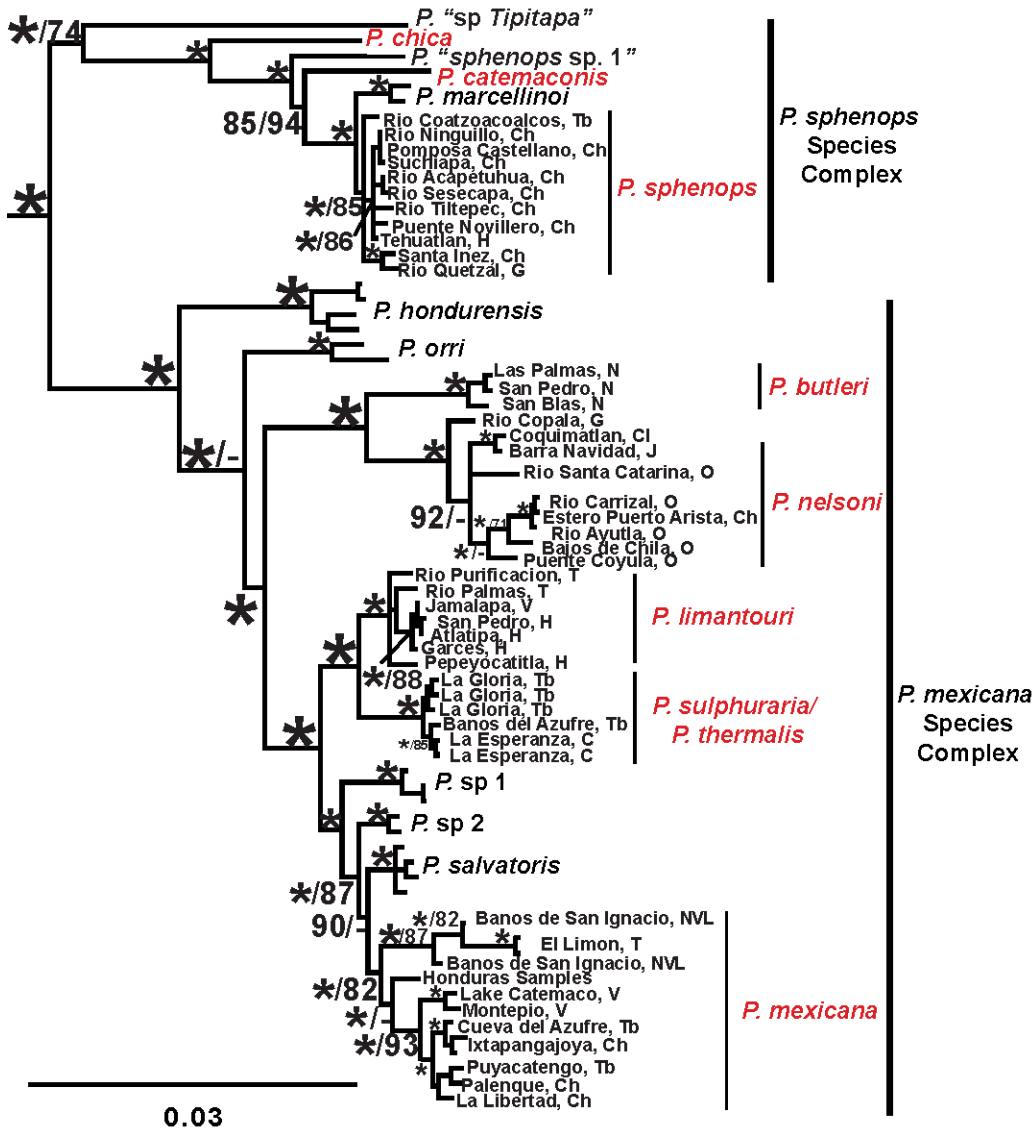 P. “sp Tipitapa”
*/74
P. chica
*
P. “sphenops sp. 1”
*
P. catemaconis
*
P. marcellinoi
85/94
*
Rio Coatzoacoalcos, Tb
Rio Ninguillo, Ch
Pomposa Castellano, Ch
Suchiapa, Ch
Rio Acapetuhua, Ch
Rio Sesecapa, Ch
*/85
Rio Tiltepec, Ch
Puente Novillero, Ch
*/86
Tehuatlan, H
*
Santa Inez, Ch
Rio Quetzal, G
P. sphenops
P. sphenops
Species
Complex
*
*
P. hondurensis
*
*
P. orri
*/-
*
Las Palmas, N
San Pedro, N
San Blas, N
P. butleri
*
*
Rio Copala, G
*
Coquimatlan, Cl
Barra Navidad, J
Rio Santa Catarina, O
92/-
*
*/71
Rio Carrizal, O
Estero Puerto Arista, Ch
Rio Ayutla, O
Bajos de Chila, O
*/-
Puente Coyula, O
P. nelsoni
*
*
*
Rio Purificacion, T
Rio Palmas, T
Jamalapa, V
San Pedro, H
Atlatipa, H
Garces, H
Pepeyocatitla, H
*/88
P. limantouri
*
La Gloria, Tb
La Gloria, Tb
La Gloria, Tb
Banos del Azufre, Tb
*/85
La Esperanza, C
La Esperanza, C
P. sulphuraria/
P. thermalis
P. mexicana
Species
Complex
*
*
P. sp 1
*
*
P. sp 2
*
P. salvatoris
*/87
90/-
*/82
Banos de San Ignacio, NVL
*/87
*
El Limon, T
Banos de San Ignacio, NVL
*/82
Honduras Samples
*/-
*
Lake Catemaco, V
Montepio, V
*/93
*
*
Cueva del Azufre, Tb
Ixtapangajoya, Ch
Puyacatengo, Tb
Palenque, Ch
La Libertad, Ch
P. mexicana
0.03